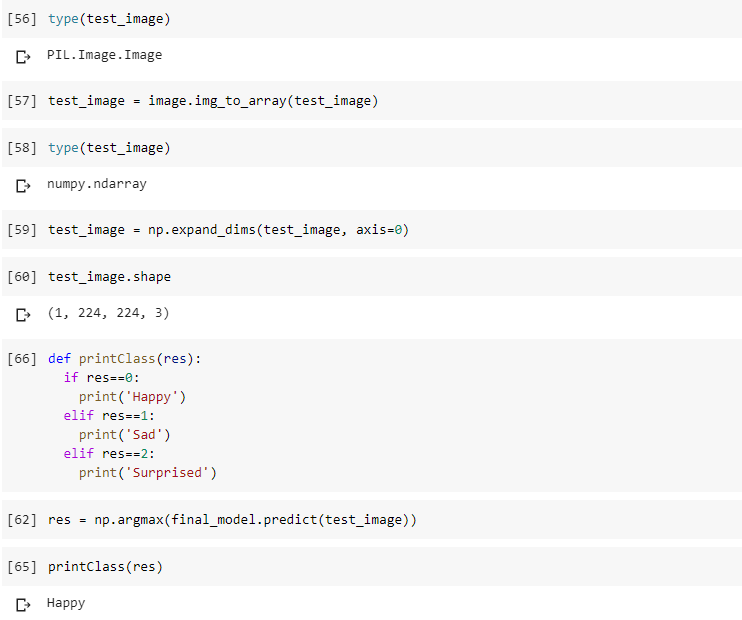 [56] type(test_image)
PIL.Image.Image
[57] test_image = image.img_to_array(test_image)
[58] type(test_image)
numpy.ndarray
[59] test_image = np.expand_dims(test_image, axis=0)
[60] test_image.shape
(1, 224, 224, 3)
[66] def printClass(res):
if res==0:
print('Happy')
elif res==1:
print('Sad')
elif res==2:
print('Surprised')
[62] res = np.argmax(final_model.predict(test_image))
[65] printClass(res)
Happy